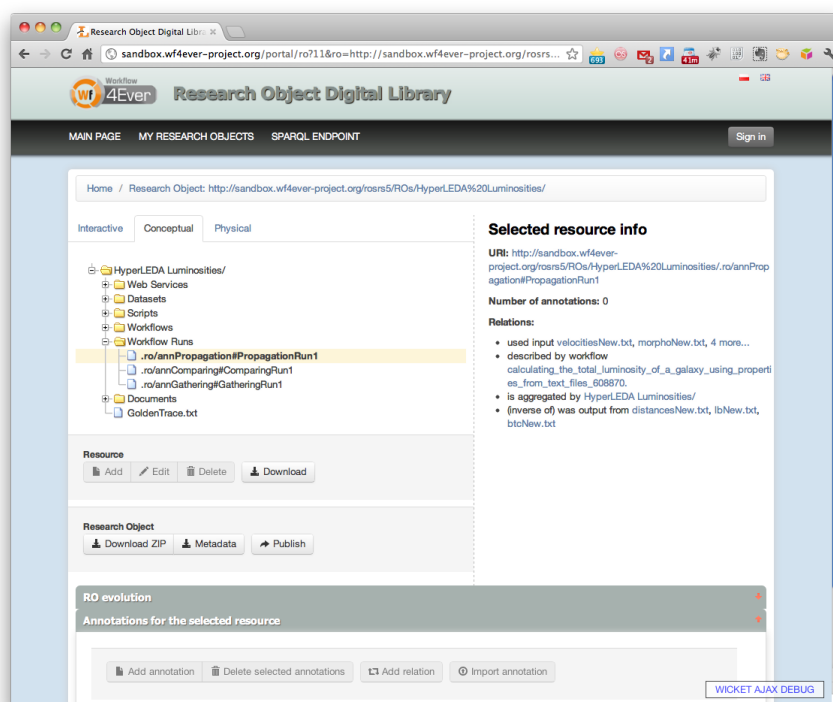 Research Object Digital Libra
sandbox.wf4ever-project.org/portal/ro?11&ro=http://sandbox.wf4ever-project.org/rosrs...
693
2
41m
Workflow
Wf 4Ever
Research Object Digital Library
MAIN PAGE MY RESEARCH OBJECTS SPARQL ENDPOINT Sign in
Home / Research Object: http://sandbox.wf4ever-project.org/rosrs5/ROs/HyperLEDA%20Luminosities/
Interactive Conceptual Physical
HyperLEDA Luminosities/
Web Services
Datasets
Scripts
Workflows
Workflow Runs
.ro/annPropagation#PropagationRun1
.ro/annComparing#ComparingRun1
.ro/annGathering#GatheringRun1
Documents
GoldenTrace.txt
Selected resource info
URI: http://sandbox.wf4ever-
project.org/rosrs5/ROs/HyperLEDA%20Luminosities/.ro/annProp
agation#PropagationRun1
Number of annotations: 0
Relations:
used input velocitiesNew.txt, morphoNew.txt, 4 more...
described by workflow
calculating_the_total_luminosity_of_a_galaxy_using_properti
es_from_text_files_608870.
is aggregated by HyperLEDA Luminosities/
(inverse of) was output from distancesNew.txt, lbNew.txt,
btcNew.txt
Resource
Add Edit Delete Download
Research Object
Download ZIP Metadata Publish
RO evolution
Annotations for the selected resource
Add annotation Delete selected annotations Add relation Import annotation
WICKET AJAX DEBUG